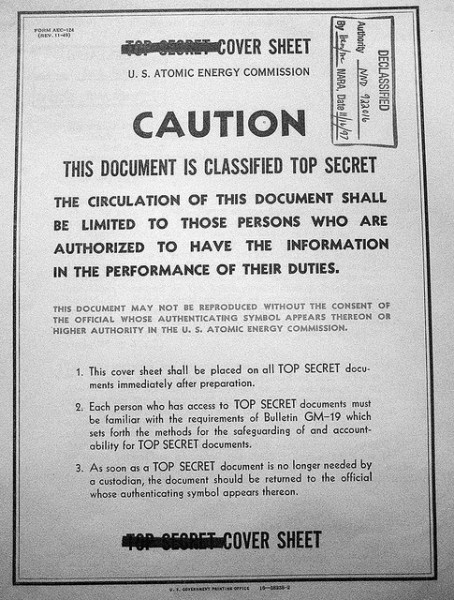 FORM AEC-124
(REV. 11-48)
TOP SECRET COVER SHEET
U. S. ATOMIC ENERGY COMMISSION
DECLASSIFIED
Authority NND 922016
By NARA, Date 11/12/97
CAUTION
THIS DOCUMENT IS CLASSIFIED TOP SECRET
THE CIRCULATION OF THIS DOCUMENT SHALL
BE LIMITED TO THOSE PERSONS WHO ARE
AUTHORIZED TO HAVE THE INFORMATION
IN THE PERFORMANCE OF THEIR DUTIES.
THIS DOCUMENT MAY NOT BE REPRODUCED WITHOUT THE CONSENT OF
THE OFFICIAL WHOSE AUTHENTICATING SYMBOL APPEARS THEREON OR
HIGHER AUTHORITY IN THE U. S. ATOMIC ENERGY COMMISSION.
1. This cover sheet shall be placed on all TOP SECRET docu-
ments immediately after preparation.
2. Each person who has access to TOP SECRET documents must
be familiar with the requirements of Bulletin GM-19 which
sets forth the methods for the safeguarding of and account-
ability for TOP SECRET documents.
3. As soon as a TOP SECRET document is no longer needed by
a custodian, the document should be returned to the official
whose authenticating symbol appears thereon.
TOP SECRET COVER SHEET
U. S. GOVERNMENT PRINTING OFFICE